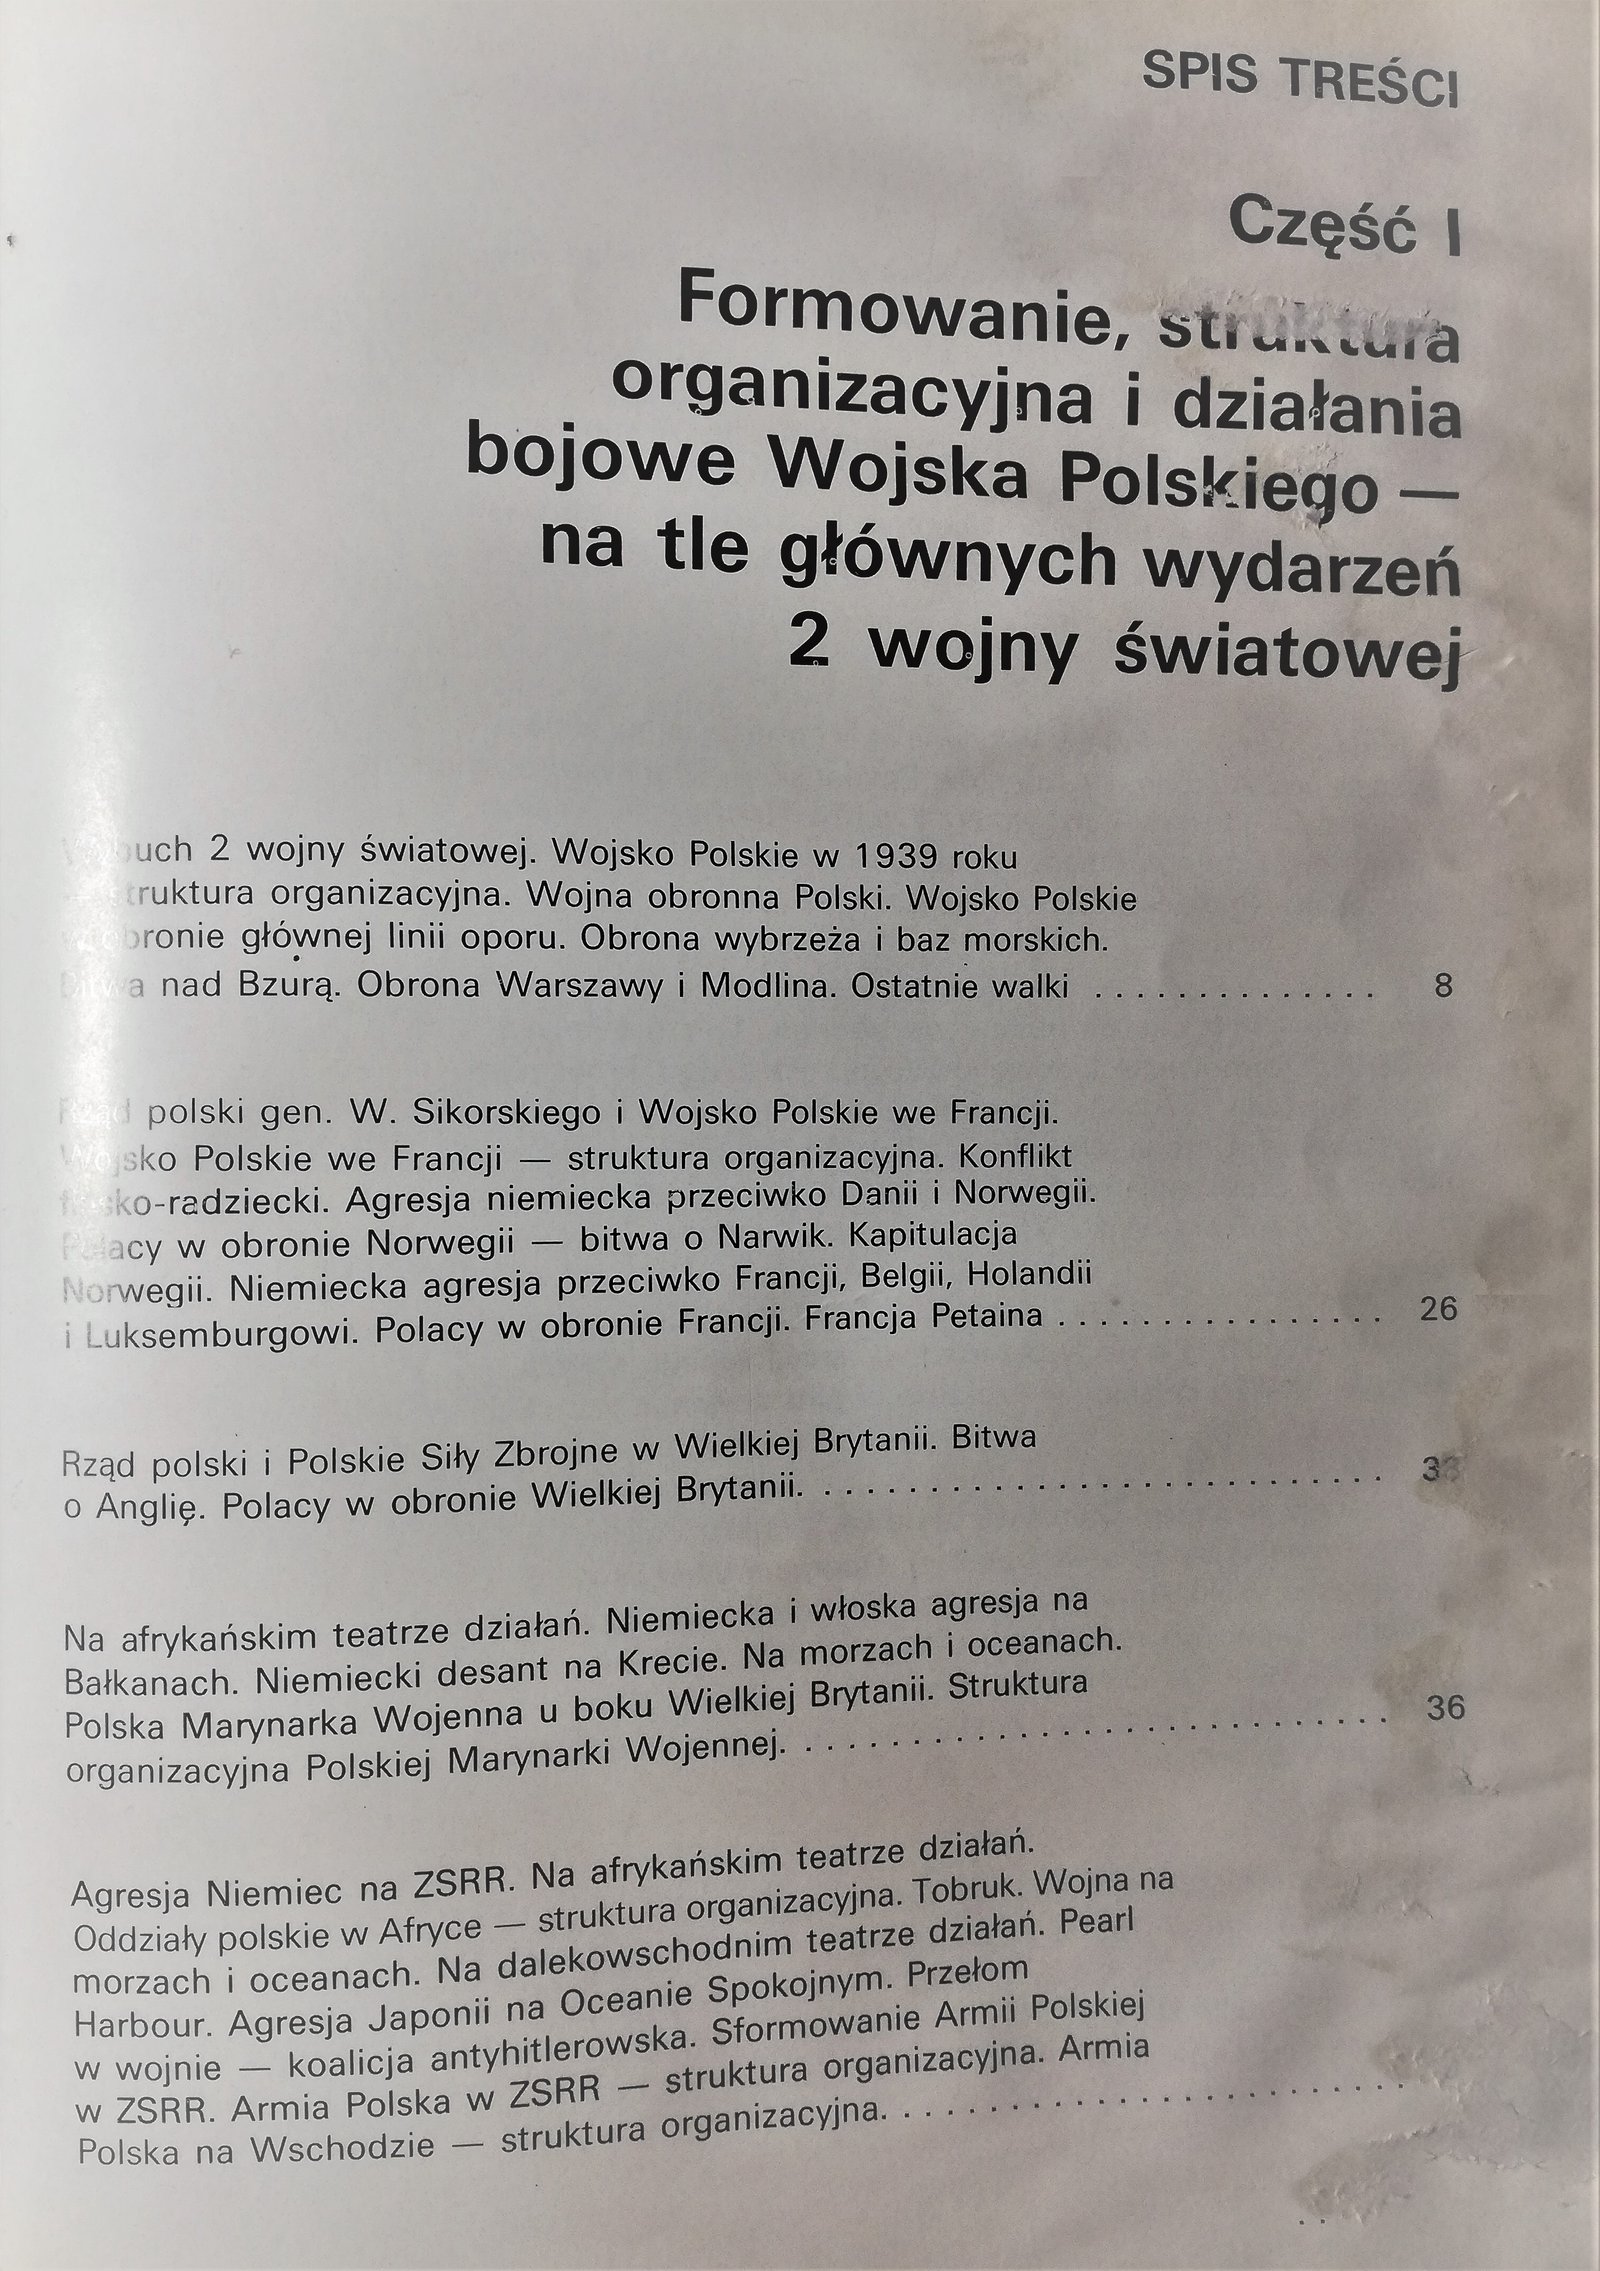 SPIS TREŚCI
Część I
Formowanie, struktura
organizacyjna i działania
bojowe Wojska Polskiego —
na tle głównych wydarzeń
2 wojny światowej
2 wojny światowej. Wojsko Polskie w 1939 roku
struktura organizacyjna. Wojna obronna Polski. Wojsko Polskie
obronie głównej linii oporu. Obrona wybrzeża i baz morskich.
Bitwa nad Bzurą. Obrona Warszawy i Modlina. Ostatnie walki .............. 8
Rząd polski gen. W. Sikorskiego i Wojsko Polskie we Francji.
Wojsko Polskie we Francji — struktura organizacyjna. Konflikt
fińsko-radziecki. Agresja niemiecka przeciwko Danii i Norwegii.
Polacy w obronie Norwegii — bitwa o Narwik. Kapitulacja
Norwegii. Niemiecka agresja przeciwko Francji, Belgii, Holandii
i Luksemburgowi. Polacy w obronie Francji. Francja Petaina ................ 26
Rząd polski i Polskie Siły Zbrojne w Wielkiej Brytanii. Bitwa
o Anglię. Polacy w obronie Wielkiej Brytanii. ........................... 33
Na afrykańskim teatrze działań. Niemiecka i włoska agresja na
Bałkanach. Niemiecki desant na Krecie. Na morzach i oceanach.
Polska Marynarka Wojenna u boku Wielkiej Brytanii. Struktura
organizacyjna Polskiej Marynarki Wojennej. ............................ 36
Agresja Niemiec na ZSRR. Na afrykańskim teatrze działań.
Oddziały polskie w Afryce — struktura organizacyjna. Tobruk. Wojna na
morzach i oceanach. Na dalekowschodnim teatrze działań. Pearl
Harbour. Agresja Japonii na Oceanie Spokojnym. Przełom
w wojnie — koalicja antyhitlerowska. Sformowanie Armii Polskiej
w ZSRR. Armia Polska w ZSRR — struktura organizacyjna. Armia
Polska na Wschodzie — struktura organizacyjna. ........................